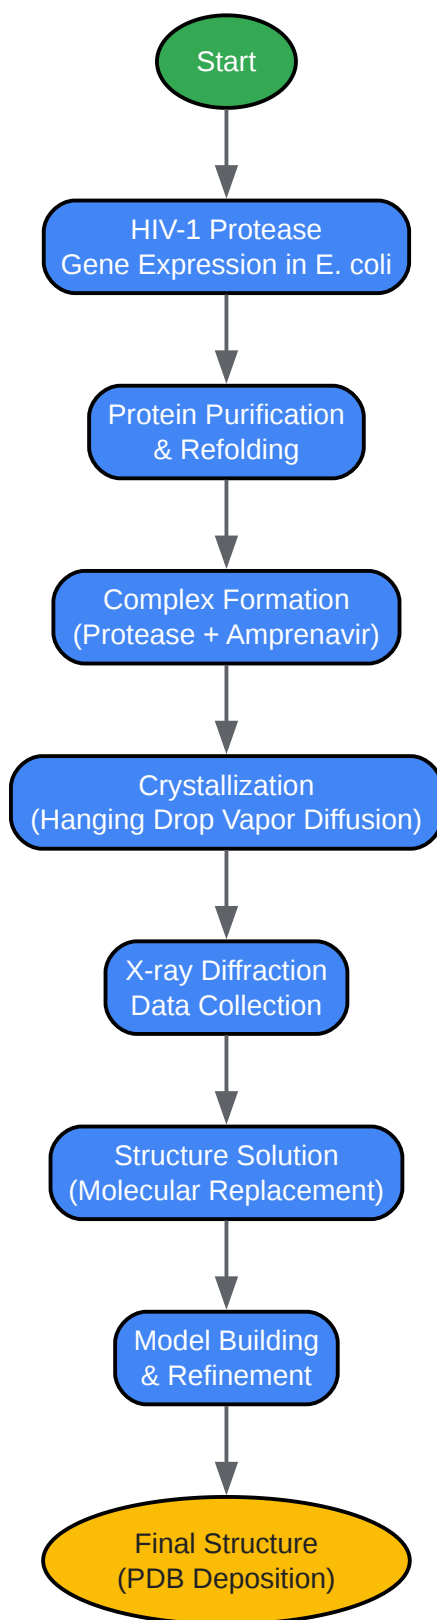 Start
HIV-1 Protease
Gene Expression in E. coli
Protein Purification
& Refolding
Complex Formation
(Protease + Amprenavir)
Crystallization
(Hanging Drop Vapor Diffusion)
X-ray Diffraction
Data Collection
Structure Solution
(Molecular Replacement)
Model Building
& Refinement
Final Structure
(PDB Deposition)